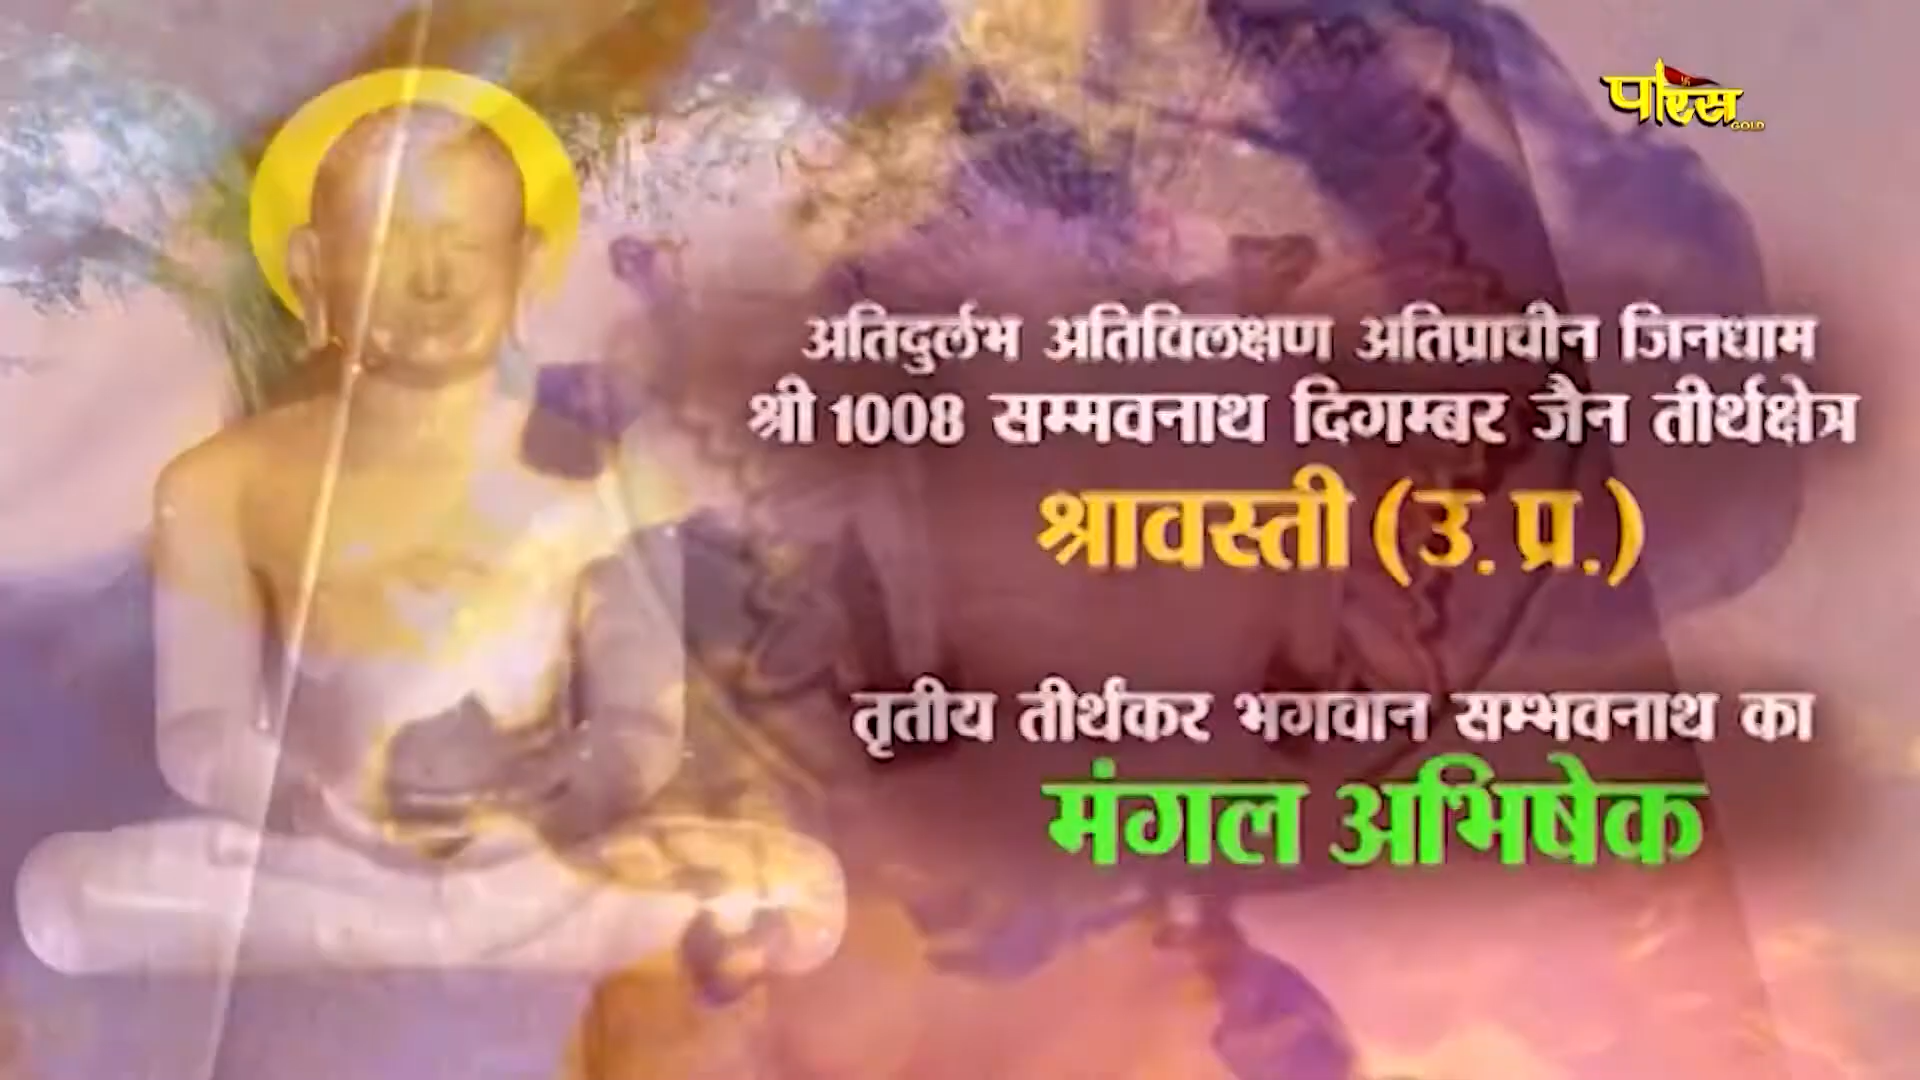 पारस
GOLD
अतिदुर्लभ अतिविलक्षण अतिप्राचीन जिनधाम
श्री 1008 सम्मवनाथ दिगम्बर जैन तीर्थक्षेत्र
श्रावस्ती (उ. प्र.)
तृतीय तीर्थंकर भगवान सम्भवनाथ का
मंगल अभिषेक